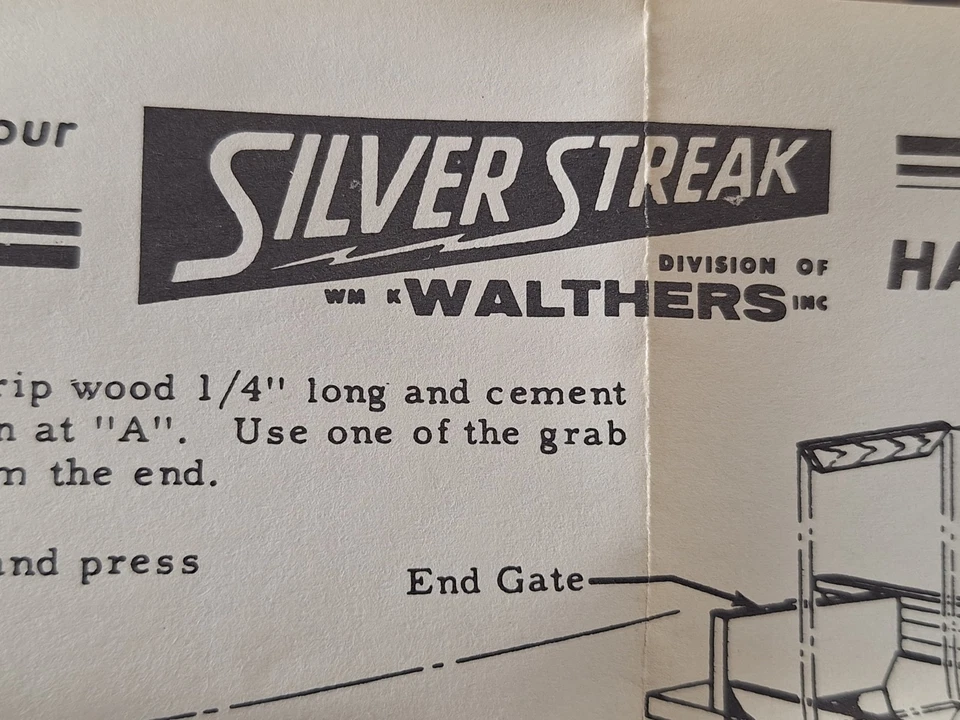 our
SILVER STREAK
DIVISION OF
WM K WALTHERS INC
HA
rip wood 1/4" long and cement
n at "A". Use one of the grab
m the end.
and press
End Gate